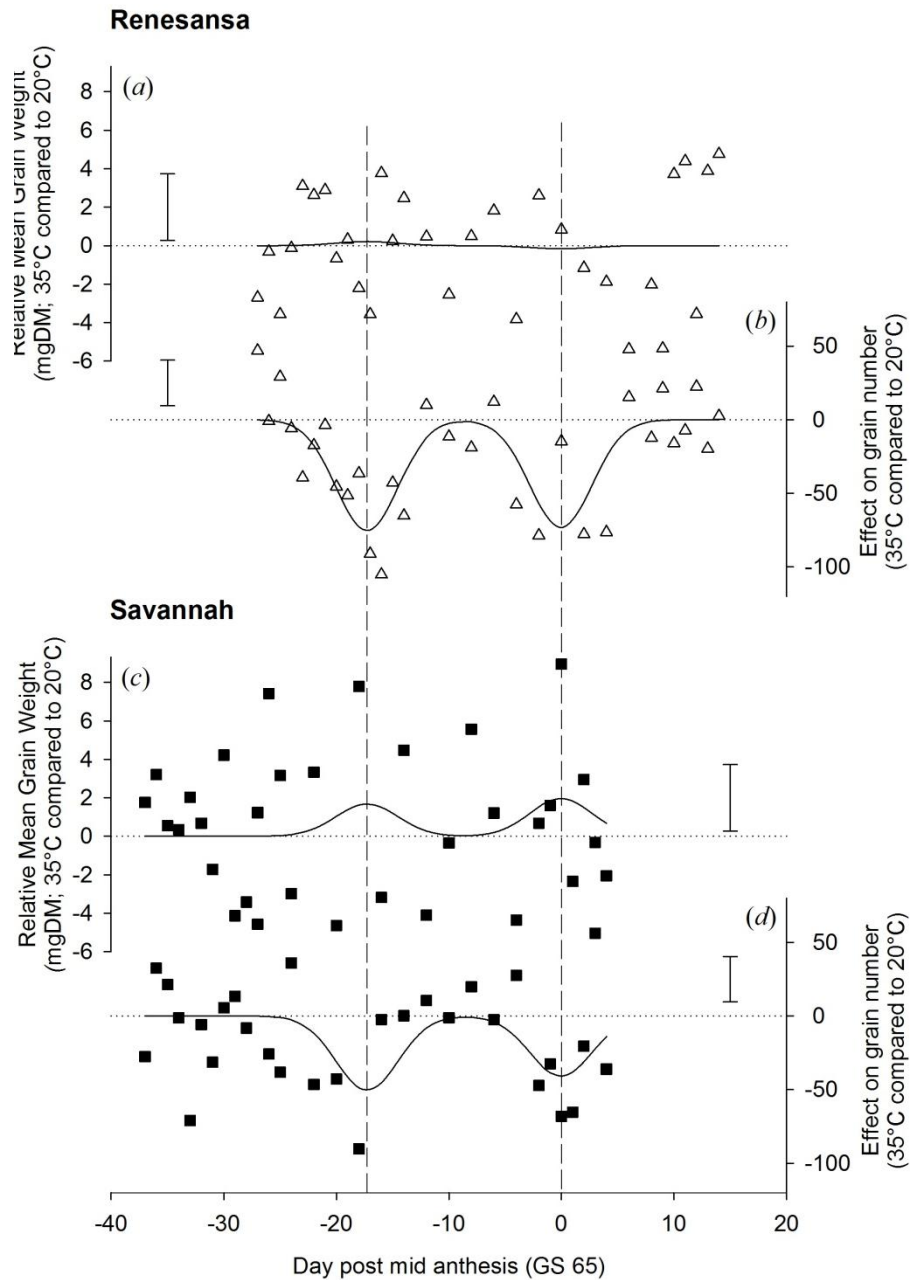 Renesansa
(a)
Relative Mean Grain Weight
(mgDM; 35°C compared to 20°C)
8
6
4
2
0
-2
-4
-6
(b)
Effect on grain number
(35°C compared to 20°C)
50
0
-50
-100
Savannah
(c)
Relative Mean Grain Weight
(mgDM; 35°C compared to 20°C)
8
6
4
2
0
-2
-4
-6
(d)
Effect on grain number
(35°C compared to 20°C)
50
0
-50
-100
-40 -30 -20 -10 0 10 20
Day post mid anthesis (GS 65)